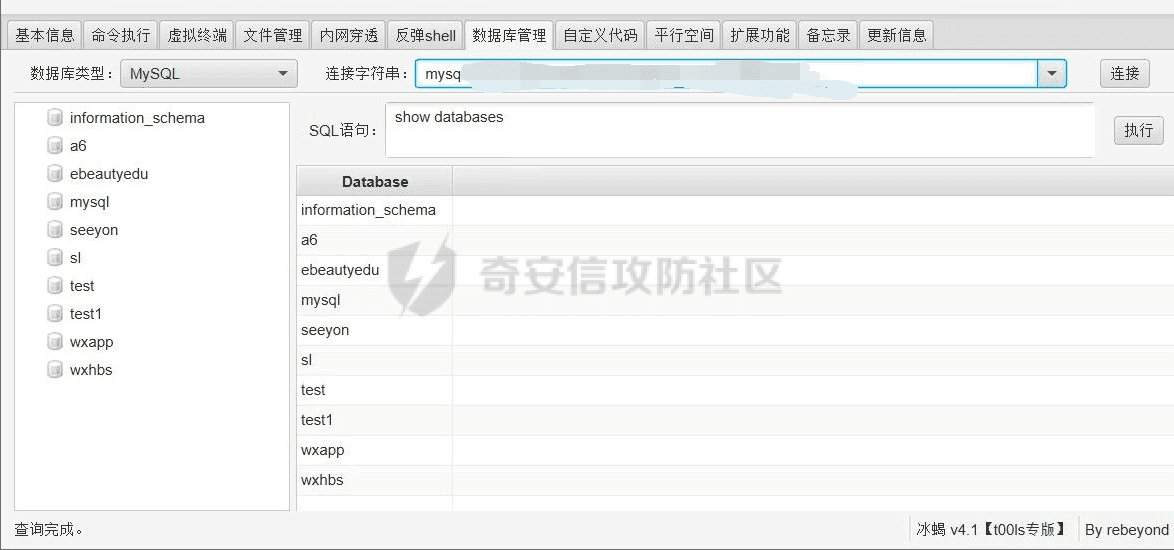 基本信息 命令执行 虚拟终端 文件管理 内网穿透 反弹shell 数据库管理 自定义代码 平行空间 扩展功能 备忘录 更新信息
数据库类型： MySQL 连接字符串： mysq 连接
information_schema
a6
ebeautyedu
mysql
seeyon
sl
test
test1
wxapp
wxhbs
SQL语句： show databases 执行
Database
information_schema
a6
ebeautyedu
mysql
seeyon
sl
test
test1
wxapp
wxhbs
奇安信攻防社区
查询完成。 冰蝎 v4.1【t00ls专版】 By rebeyond